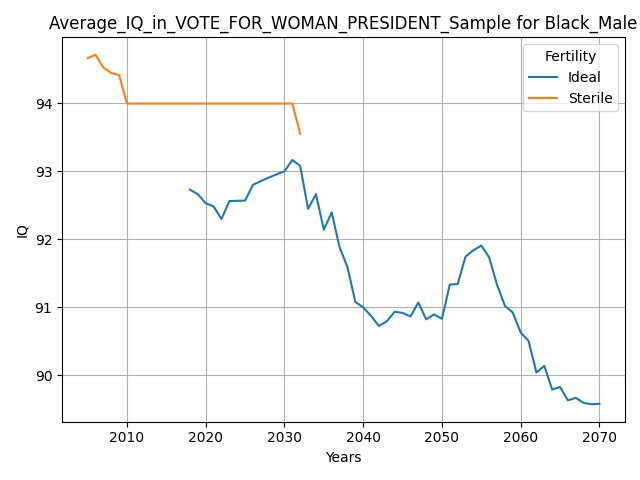 Average_IQ_in_VOTE_FOR_WOMAN_PRESIDENT_Sample for Black_Male
Fertility
Ideal
Sterile
94
93
92
91
90
IQ
2010 2020 2030 2040 2050 2060 2070
Years